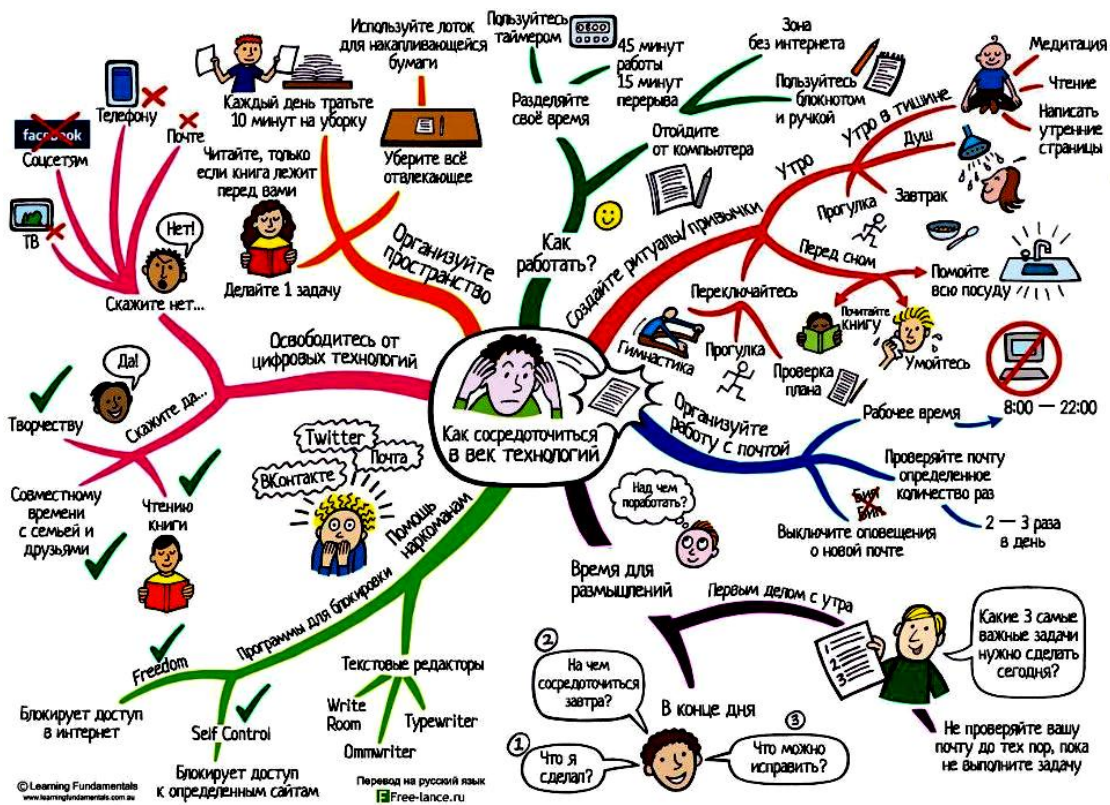 Как сосредоточиться
в век технологий
Организуйте
пространство
Каждый день тратьте
10 минут на уборку
Используйте лоток
для накапливающейся
бумаги
Уберите всё
отвлекающее
Читайте, только
если книга лежит
перед вами
Делайте 1 задачу
Как
работать?
Разделяйте
своё время
Пользуйтесь
таймером
45 минут
работы
15 минут
перерыва
Отойдите
от компьютера
Зона
без интернета
Пользуйтесь
блокнотом
и ручкой
Создайте ритуалы/привычки
Утро
Утро в тишине
Медитация
Чтение
Написать
утренние
страницы
Душ
Завтрак
Прогулка
Перед сном
Помойте
всю посуду
Почитайте
книгу
Умойтесь
Переключайтесь
Гимнастика
Прогулка
Проверка
плана
Организуйте
работу с почтой
Рабочее время
8:00 — 22:00
Проверяйте почту
определенное
количество раз
2 — 3 раза
в день
Бип
Бип
Выключите оповещения
о новой почте
Время для
размышлений
Над чем
поработать?
Первым делом с утра
1
2
3
Какие 3 самые
важные задачи
нужно сделать
сегодня?
Не проверяйте вашу
почту до тех пор, пока
не выполните задачу
В конце дня
1
Что я
сделал?
2
На чем
сосредоточиться
завтра?
3
Что можно
исправить?
Помощь
наркоманам
Twitter
Почта
ВКонтакте
Программы для блокировки
Freedom
Блокирует доступ
в интернет
Self Control
Блокирует доступ
к определенным сайтам
Текстовые редакторы
Write
Room
Ommwriter
Typewriter
Освободитесь от
цифровых технологий
Скажите нет...
Нет!
ТВ
facebook
Соцсетям
Телефону
Почте
Скажите да...
Да!
Творчеству
Совместному
времени
с семьей и
друзьями
Чтению
книги
© Learning Fundamentals
www.learningfundamentals.com.au
Перевод на русский язык
F Free-lance.ru